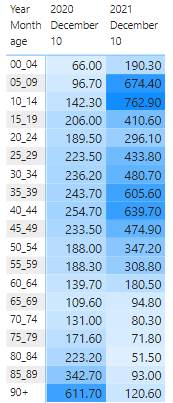 Year 2020 2021
Month December December
age 10 10
00_04 66.00 190.30
05_09 96.70 674.40
10_14 142.30 762.90
15_19 206.00 410.60
20_24 189.50 296.10
25_29 223.50 433.80
30_34 236.20 480.70
35_39 243.70 605.60
40_44 254.70 639.70
45_49 233.50 474.90
50_54 188.00 347.20
55_59 188.30 308.80
60_64 139.70 180.50
65_69 109.60 94.80
70_74 131.00 80.30
75_79 171.60 71.80
80_84 223.20 51.50
85_89 342.70 93.00
90+ 611.70 120.60